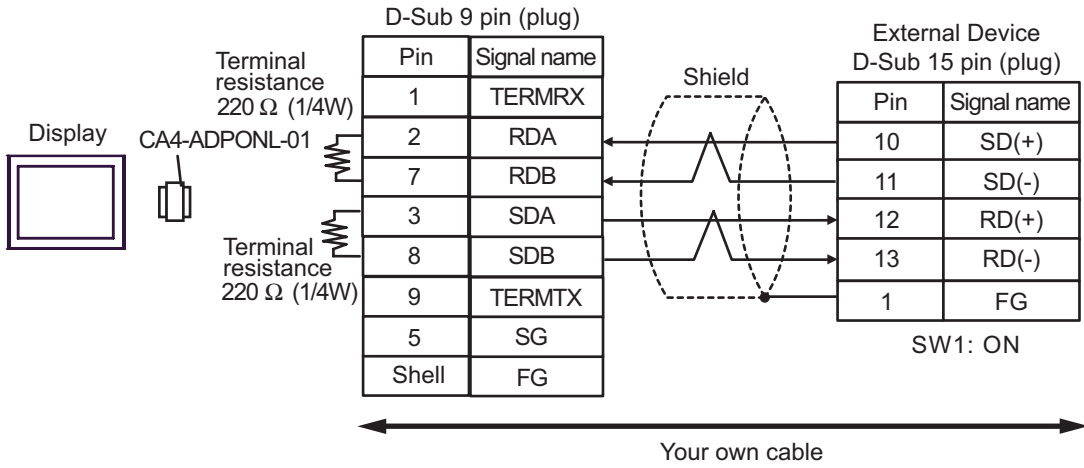 D-Sub 9 pin (plug)
External Device
D-Sub 15 pin (plug)
Terminal
resistance
220 Ω (1/4W)
Shield
Display
CA4-ADPONL-01
Pin Signal name
1 TERMRX
2 RDA
7 RDB
3 SDA
8 SDB
9 TERMTX
5 SG
Shell FG
Terminal
resistance
220 Ω (1/4W)
Pin Signal name
10 SD(+)
11 SD(-)
12 RD(+)
13 RD(-)
1 FG
SW1: ON
Your own cable